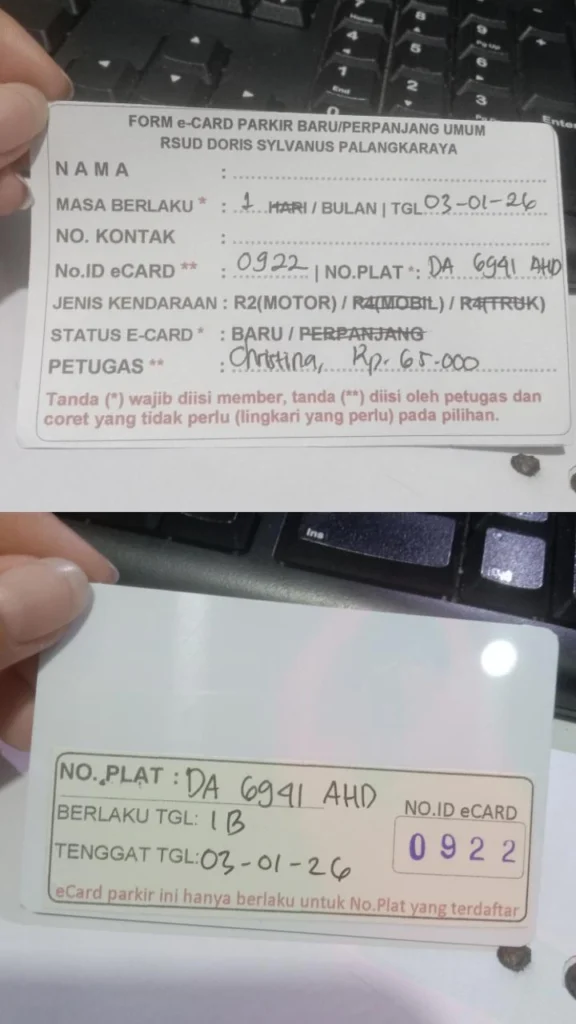 FORM e-CARD PARKIR BARU/PERPANJANG UMUM
RSUD DORIS SYLVANUS PALANGKARAYA
NAMA :
MASA BERLAKU * : 1 HARI / BULAN | TGL 03-01-26
NO. KONTAK :
No.ID eCARD ** : 0922 | NO.PLAT *: DA 6941 AHD
JENIS KENDARAAN : R2(MOTOR) / R4(MOBIL) / R4(TRUK)
STATUS E-CARD * : BARU / PERPANJANG
PETUGAS ** : Christina, Rp. 65.000
Tanda (*) wajib diisi member, tanda (**) diisi oleh petugas dan
coret yang tidak perlu (lingkari yang perlu) pada pilihan.
Ins
NO. PLAT : DA 6941 AHD
BERLAKU TGL: 1 B
NO.ID eCARD
0922
TENGGAT TGL: 03-01-26
eCard parkir ini hanya berlaku untuk No.Plat yang terdaftar